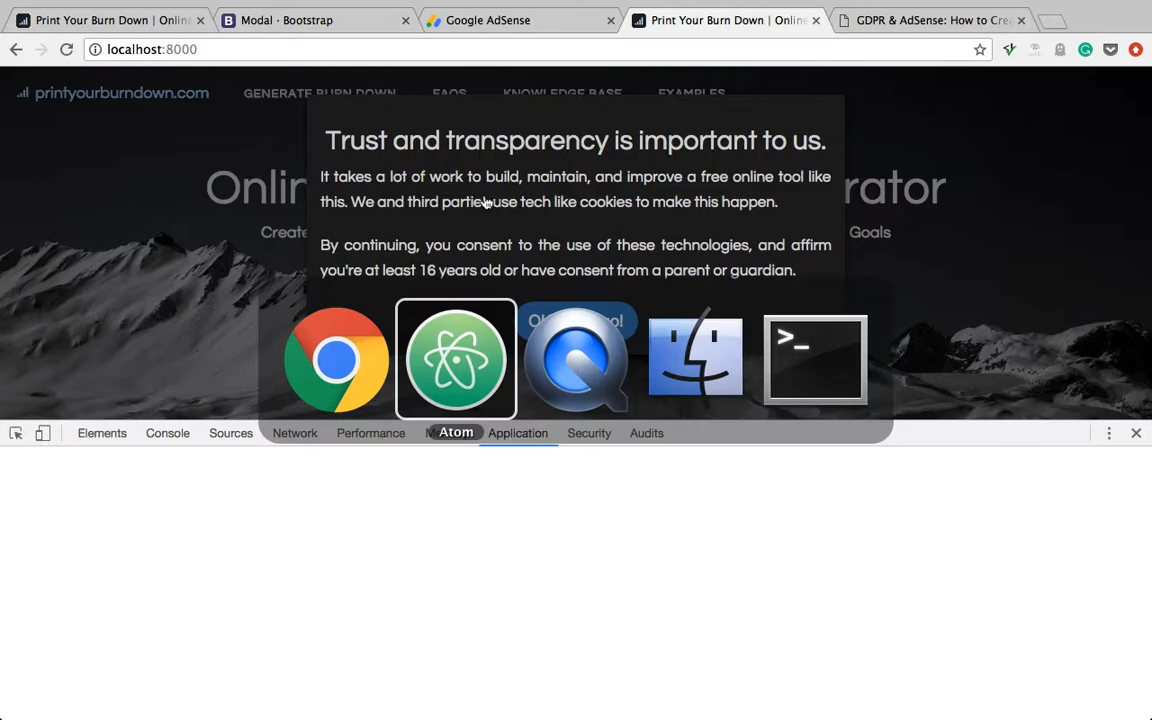 Print Your Burn Down | Online
Modal · Bootstrap
Google AdSense
Print Your Burn Down | Online
GDPR & AdSense: How to Crea
localhost:8000
printyourburndown.com
GENERATE BURN DOWN
FAQS
KNOWLEDGE BASE
EXAMPLES
Trust and transparency is important to us.
It takes a lot of work to build, maintain, and improve a free online tool like
this. We and third parties use tech like cookies to make this happen.
Create
Goals
By continuing, you consent to the use of these technologies, and affirm
you're at least 16 years old or have consent from a parent or guardian.
>_
Atom
Elements
Console
Sources
Network
Performance
Application
Security
Audits